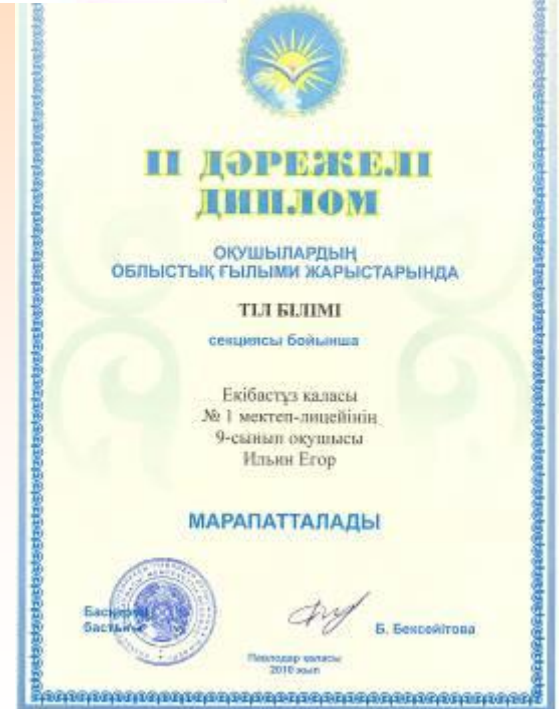 ІІ ДӘРЕЖЕЛІ
ДИПЛОМ
ОҚУШЫЛАРДЫҢ
ОБЛЫСТЫҚ ҒЫЛЫМИ ЖАРЫСТАРЫНДА
ТІЛ БІЛІМІ
секциясы бойынша
Екібастұз қаласы
№ 1 мектеп-лицейінің
9-сынып оқушысы
Ильин Егор
МАРАПАТТАЛАДЫ
Б. Бексейітова
Павлодар қаласы
2010 жыл